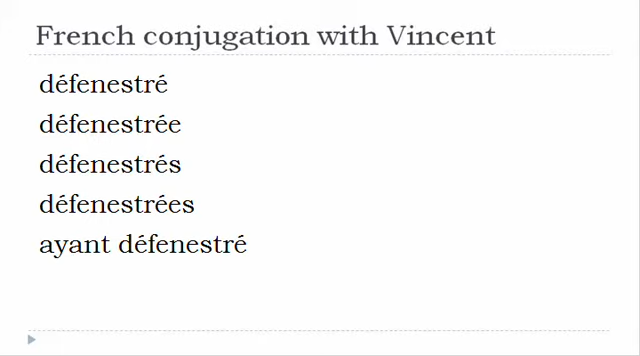 French conjugation with Vincent
défenestré
défenestrée
défenestrés
défenestrées
ayant défenestré